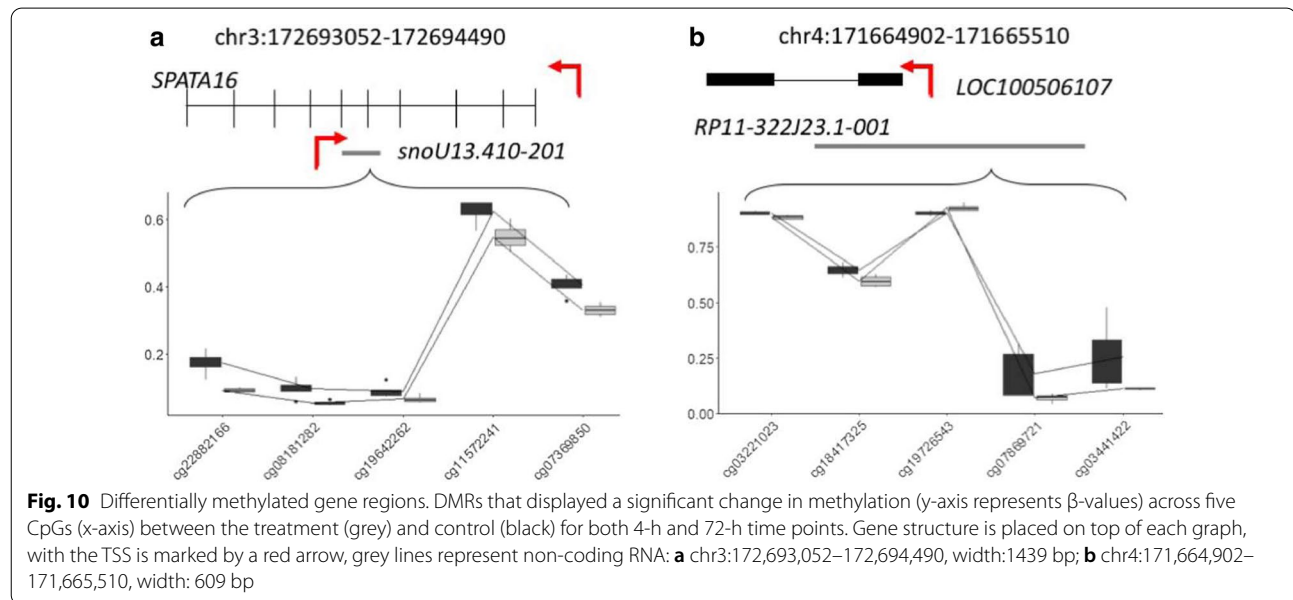 a
chr3:172693052-172694490
SPATA16
snoU13.410-201
0.6
0.4
0.2
cg22882166
cg08181282
cg19642262
cg11572241
cg07369850
b
chr4:171664902-171665510
LOC100506107
RP11-322J23.1-001
0.75
0.50
0.25
0.00
cg03221023
cg18417325
cg19726543
cg07869721
cg03441422
Fig. 10 Differentially methylated gene regions. DMRs that displayed a significant change in methylation (y-axis represents β-values) across five
CpGs (x-axis) between the treatment (grey) and control (black) for both 4-h and 72-h time points. Gene structure is placed on top of each graph,
with the TSS is marked by a red arrow, grey lines represent non-coding RNA: a chr3:172,693,052–172,694,490, width:1439 bp; b chr4:171,664,902–
171,665,510, width: 609 bp